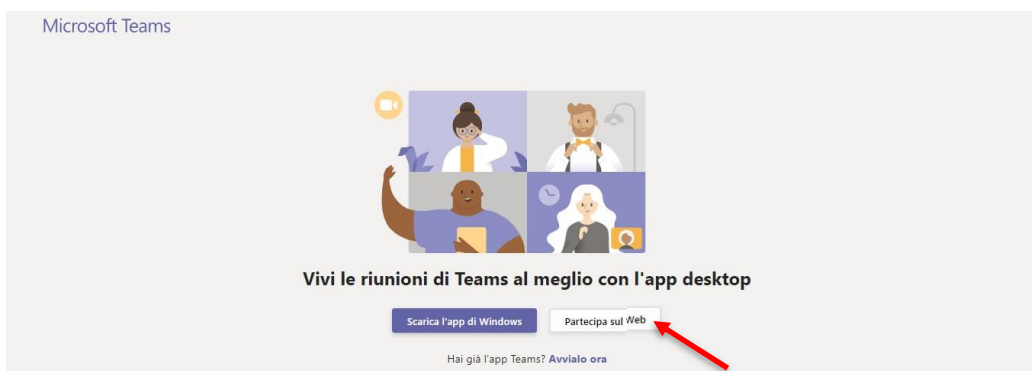 Microsoft Teams
Vivi le riunioni di Teams al meglio con l'app desktop
Scarica l'app di Windows
Partecipa sul Web
Hai già l'app Teams? Avvialo ora